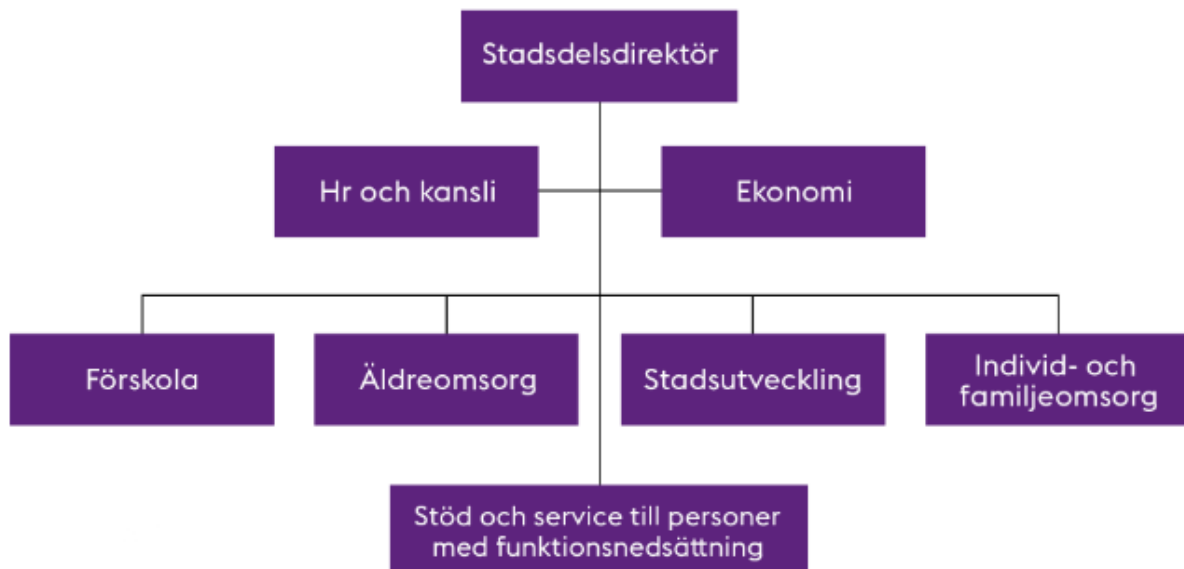 Stadsdelsdirektör
Hr och kansli
Ekonomi
Förskola
Äldreomsorg
Stadsutveckling
Individ- och
familjeomsorg
Stöd och service till personer
med funktionsnedsättning